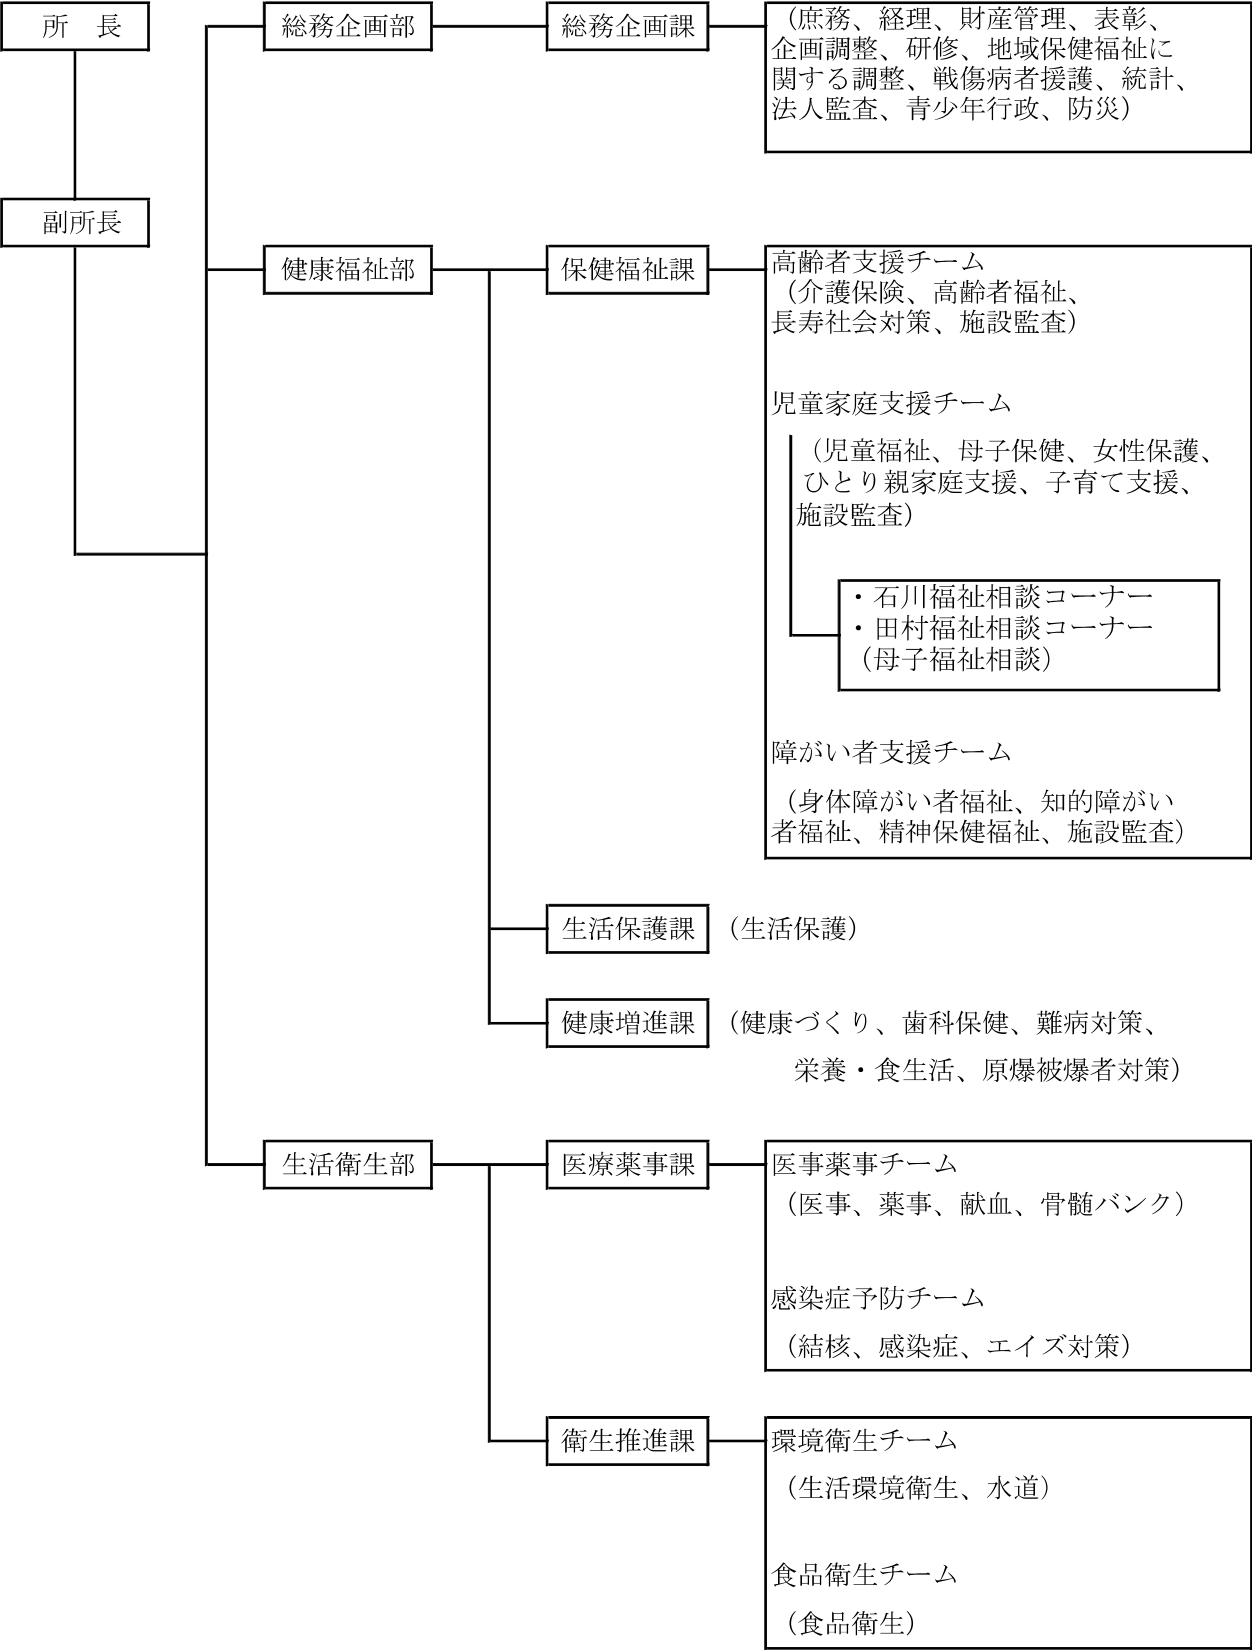 所　長
副所長
総務企画部
総務企画課
（庶務、経理、財産管理、表彰、
企画調整、研修、地域保健福祉に
関する調整、戦傷病者援護、統計、
法人監査、青少年行政、防災）
健康福祉部
保健福祉課
高齢者支援チーム
（介護保険、高齢者福祉、
長寿社会対策、施設監査）
児童家庭支援チーム
（児童福祉、母子保健、女性保護、
ひとり親家庭支援、子育て支援、
施設監査）
・石川福祉相談コーナー
・田村福祉相談コーナー
（母子福祉相談）
障がい者支援チーム
（身体障がい者福祉、知的障がい
者福祉、精神保健福祉、施設監査）
生活保護課
（生活保護）
健康増進課
（健康づくり、歯科保健、難病対策、
栄養・食生活、原爆被爆者対策）
生活衛生部
医療薬事課
医事薬事チーム
（医事、薬事、献血、骨髄バンク）
感染症予防チーム
（結核、感染症、エイズ対策）
衛生推進課
環境衛生チーム
（生活環境衛生、水道）
食品衛生チーム
（食品衛生）